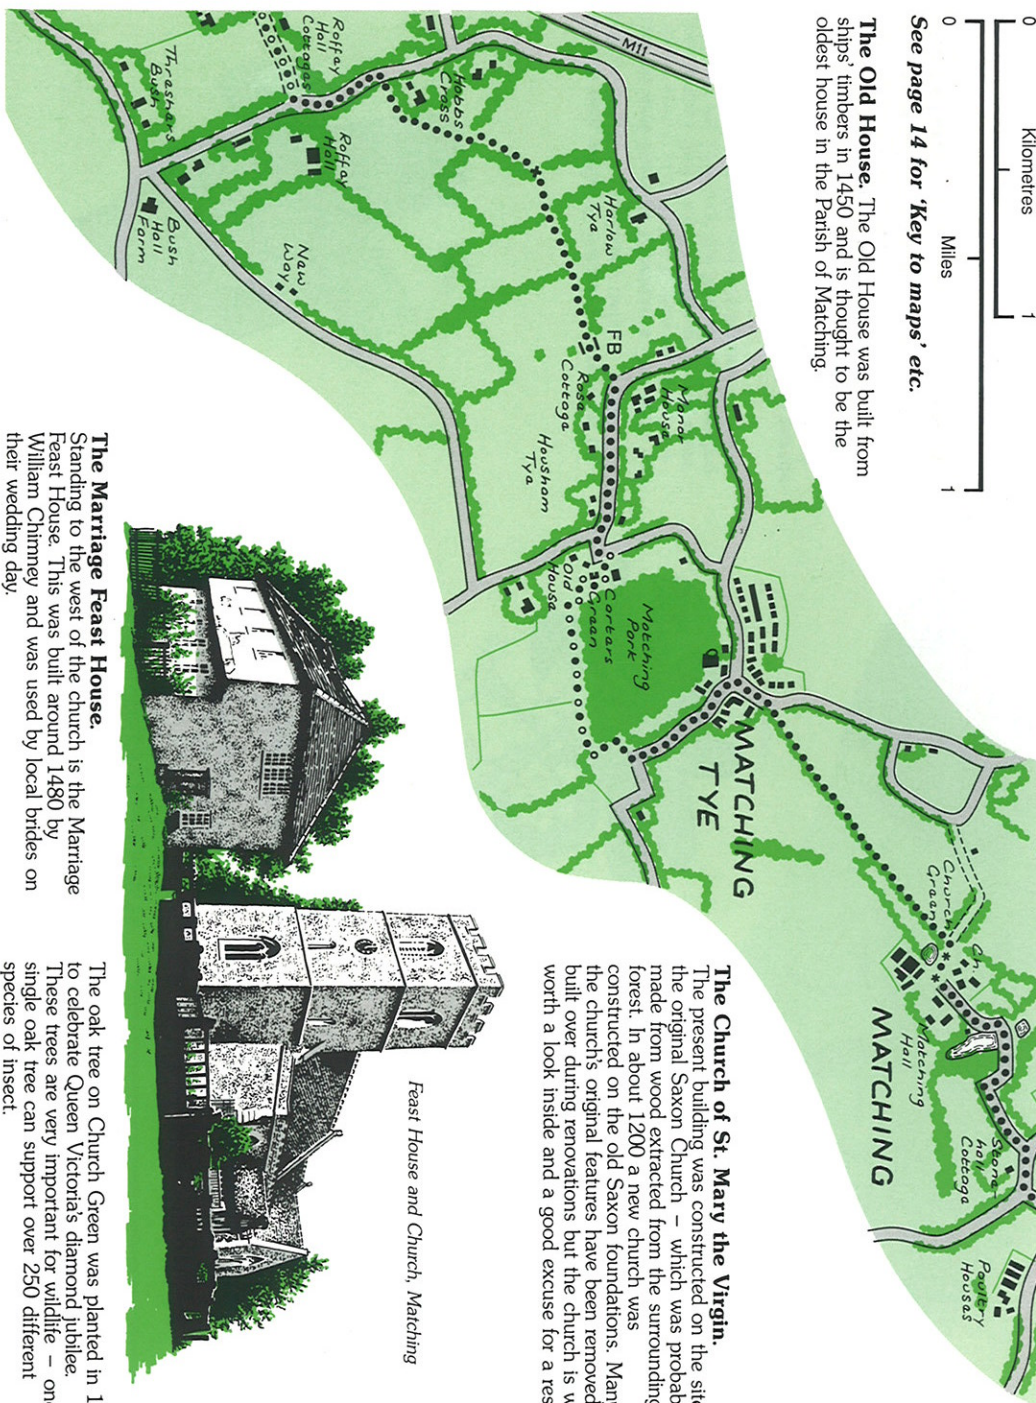 0
Kilometres
1
0
Miles
1
See page 14 for 'Key to maps' etc.
The Old House. The Old House was built from
ships' timbers in 1450 and is thought to be the
oldest house in the Parish of Matching.
M11
Hobbs
Cross
Roffey
Hall
Cottages
Threshers
Bush
Roffey
Hall
Bush
Hall
Farm
New
Way
Harlow
Tye
FB
Rose
Cottage
Manor
House
Housham
Tye
Old
House
Carters
Green
Matching
Park
MATCHING
TYE
Church
Green
Ch.
Matching
Hall
MATCHING
Stone
hall
Cottage
Poultry
Houses
The Church of St. Mary the Virgin.
The present building was constructed on the site
the original Saxon Church – which was probab
made from wood extracted from the surrounding
forest. In about 1200 a new church was
constructed on the old Saxon foundations. Man
the church's original features have been removed
built over during renovations but the church is w
worth a look inside and a good excuse for a res
Feast House and Church, Matching
The Marriage Feast House.
Standing to the west of the church is the Marriage
Feast House. This was built around 1480 by
William Chimney and was used by local brides on
their wedding day.
The oak tree on Church Green was planted in 1
to celebrate Queen Victoria's diamond jubilee.
These trees are very important for wildlife – one
single oak tree can support over 250 different
species of insect.